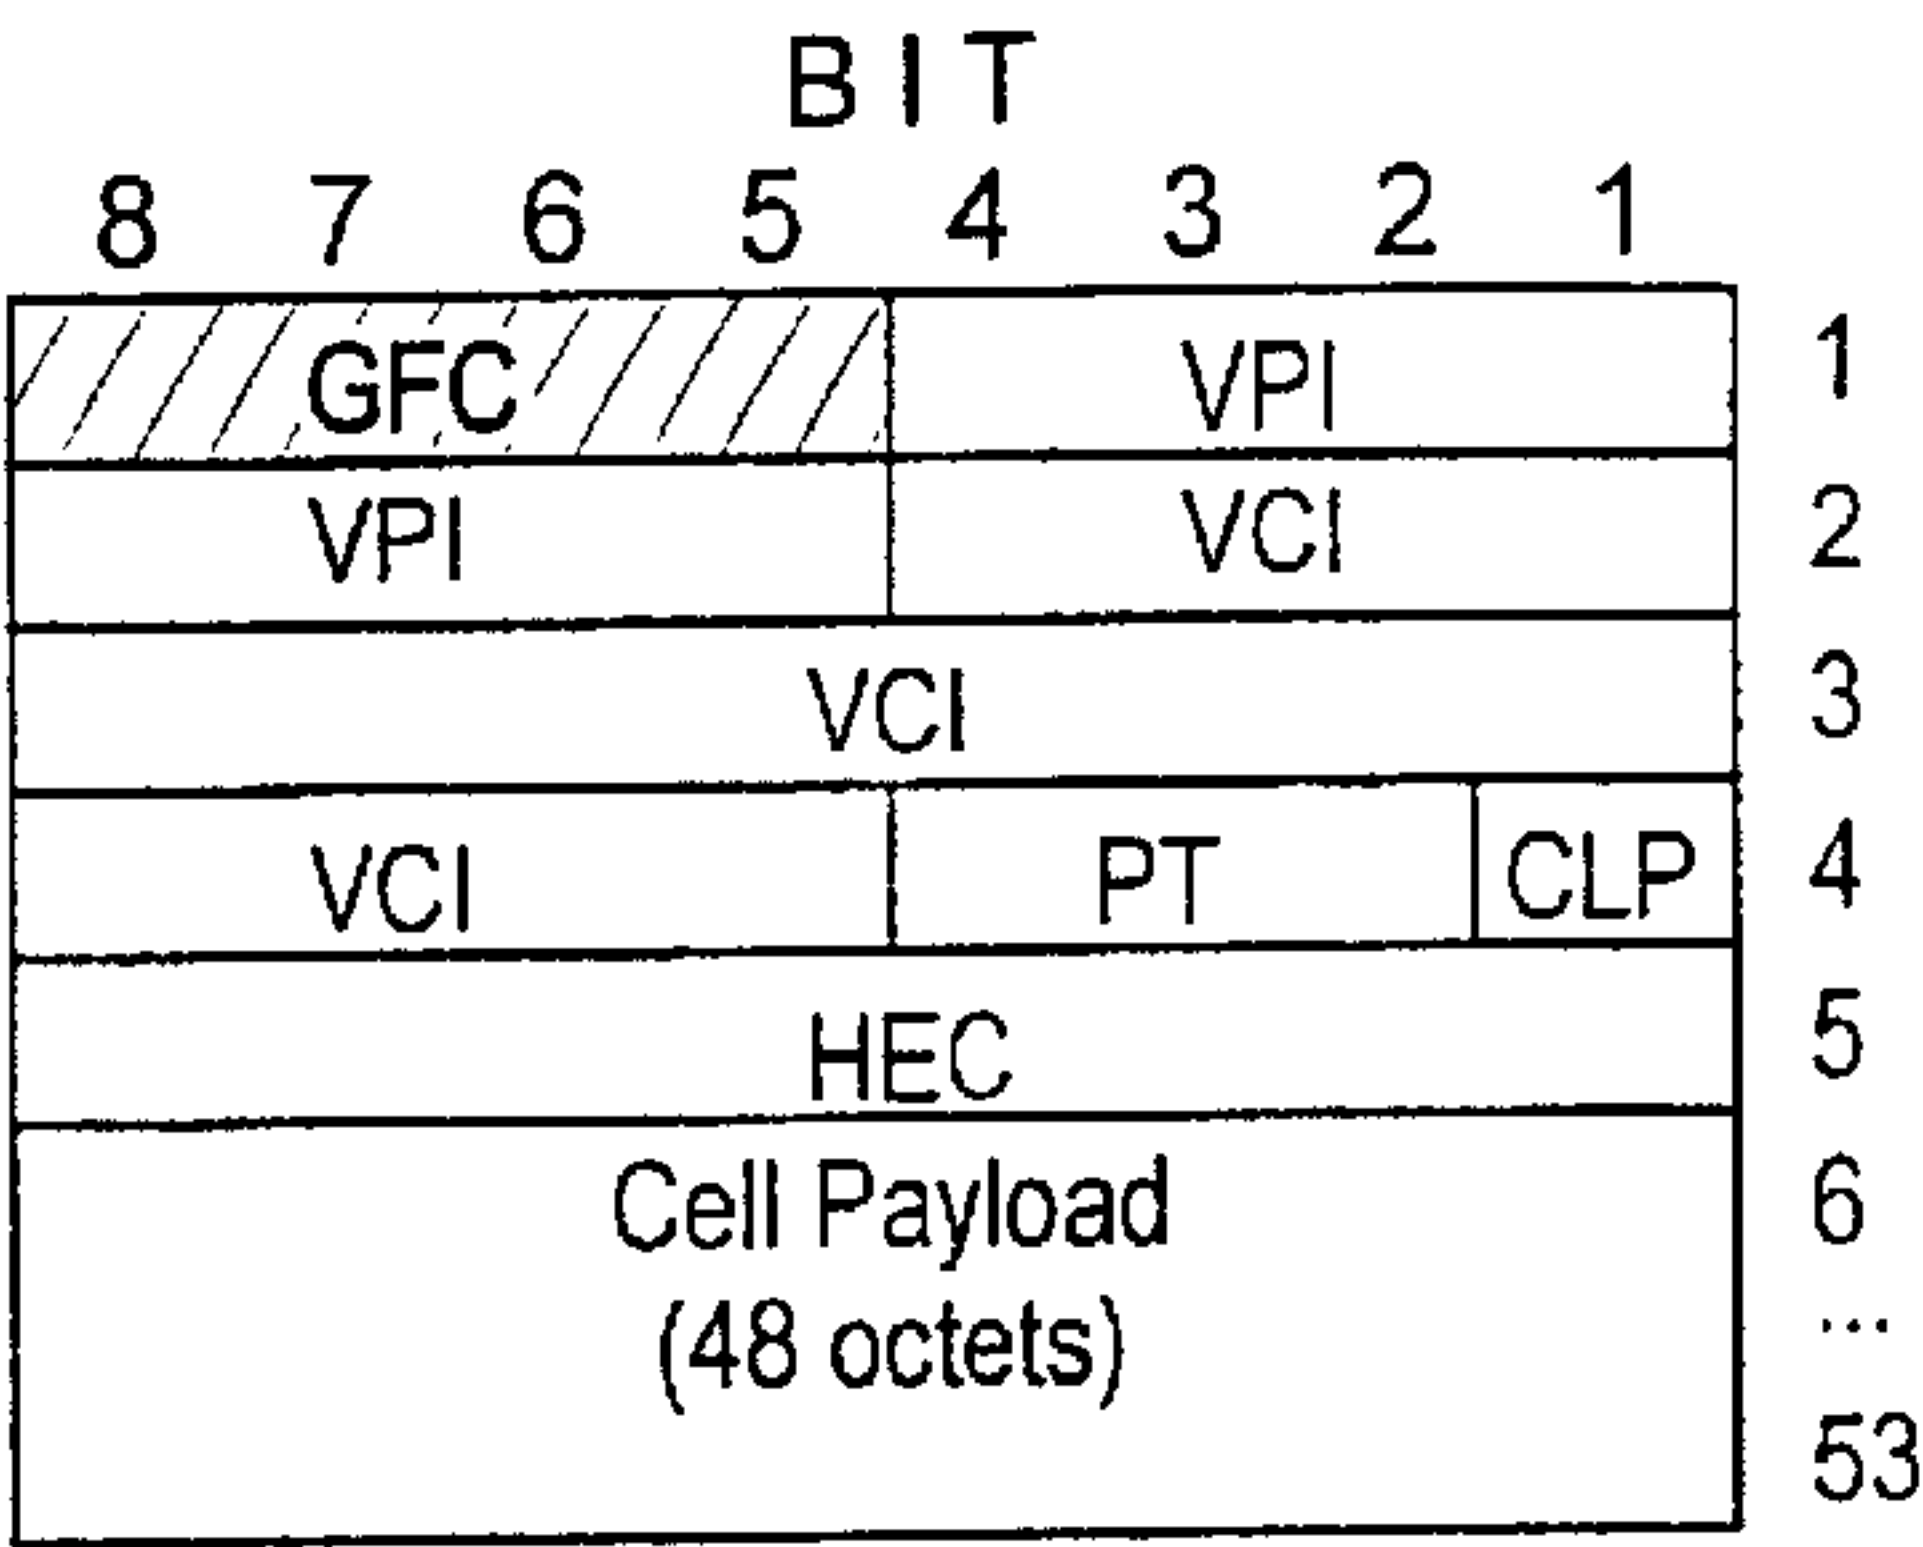 B I T
8 7 6 5 4 3 2 1
GFC VPI 1
VPI VCI 2
VCI 3
VCI PT CLP 4
HEC 5
Cell Payload 6
(48 octets) ...
53